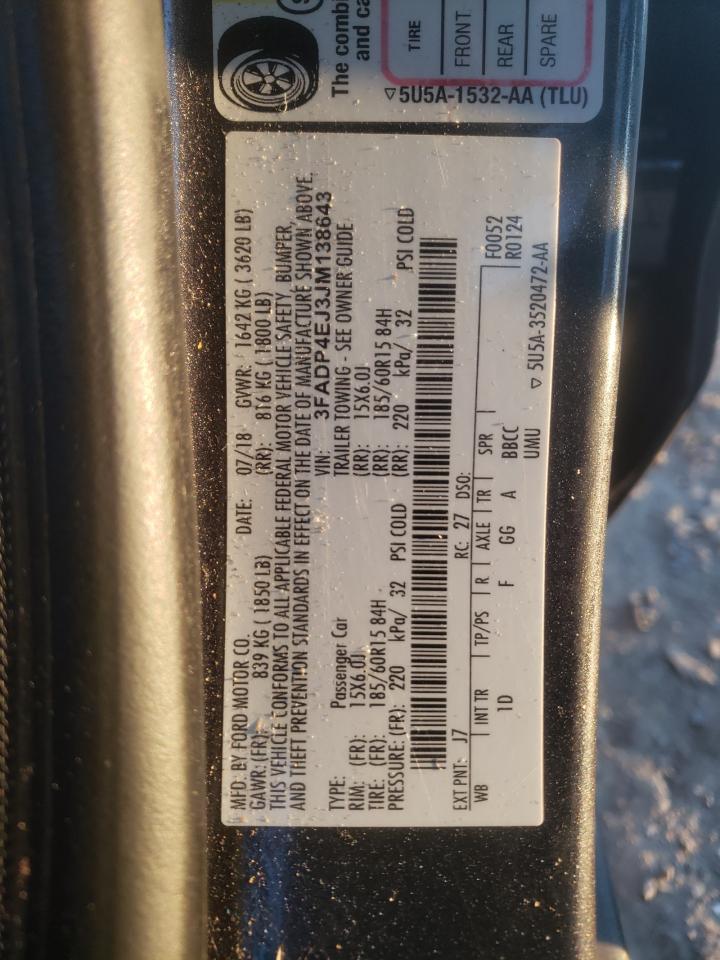 The combi
and ca
TIRE
FRONT
REAR
SPARE
5U5A-1532-AA (TLU)
MFD. BY FORD MOTOR CO. DATE: 07/18 GVWR: 1642 KG ( 3620 LB)
GAWR: (FR): 839 KG ( 1850 LB) (RR): 816 KG ( 1800 LB)
THIS VEHICLE CONFORMS TO ALL APPLICABLE FEDERAL MOTOR VEHICLE SAFETY, BUMPER,
AND THEFT PREVENTION STANDARDS IN EFFECT ON THE DATE OF MANUFACTURE SHOWN ABOVE.
VIN: 3FADP4EJ3JM138643
TYPE: Passenger Car TRAILER TOWING - SEE OWNER GUIDE
RIM: (FR): 15X6.0J (RR): 15X6.0J
TIRE: (FR): 185/60R15 84H (RR): 185/60R15 84H
PRESSURE: (FR): 220 kPa/ 32 PSI COLD (RR): 220 kPa/ 32 PSI COLD
EXT PNT: J7 RC: 27 DSO: F0052
R0124
WB INT TR TP/PS R AXLE TR SPR
1D F GG A BBCC
UMU
5U5A-3520472-AA